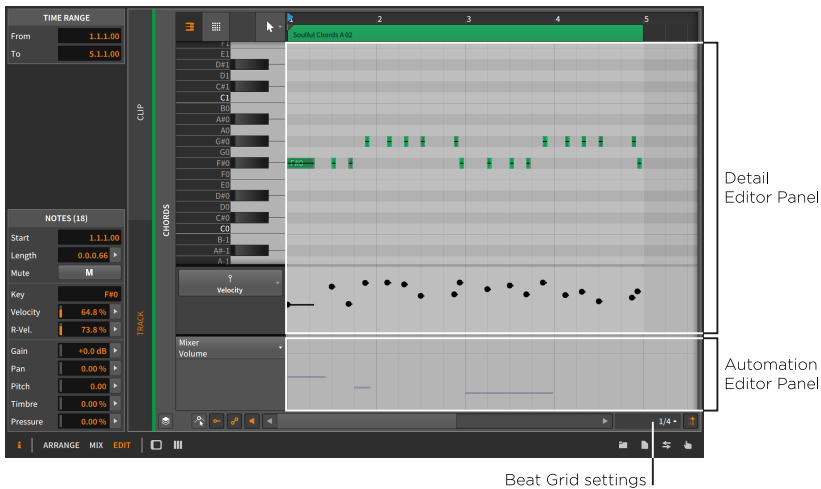 TIME RANGE
From 1.1.1.00
To 5.1.1.00
CLIP
TRACK
CHORDS
1 2 3 4 5
Soulful Chords A 02
F1
E1
D#1
D1
C#1
C1
B0
A#0
A0
G#0
G0
F#0
F0
E0
D#0
D0
C#0
C0
B-1
A#-1
A-1
F#0
Detail
Editor Panel
NOTES (18)
Start 1.1.1.00
Length 0.0.0.66
Mute M
Key F#0
Velocity 64.8 %
R-Vel. 73.8 %
Gain +0.0 dB
Pan 0.00 %
Pitch 0.00
Timbre 0.00 %
Pressure 0.00 %
Velocity
Mixer
Volume
Automation
Editor Panel
1/4
i ARRANGE MIX EDIT
Beat Grid settings